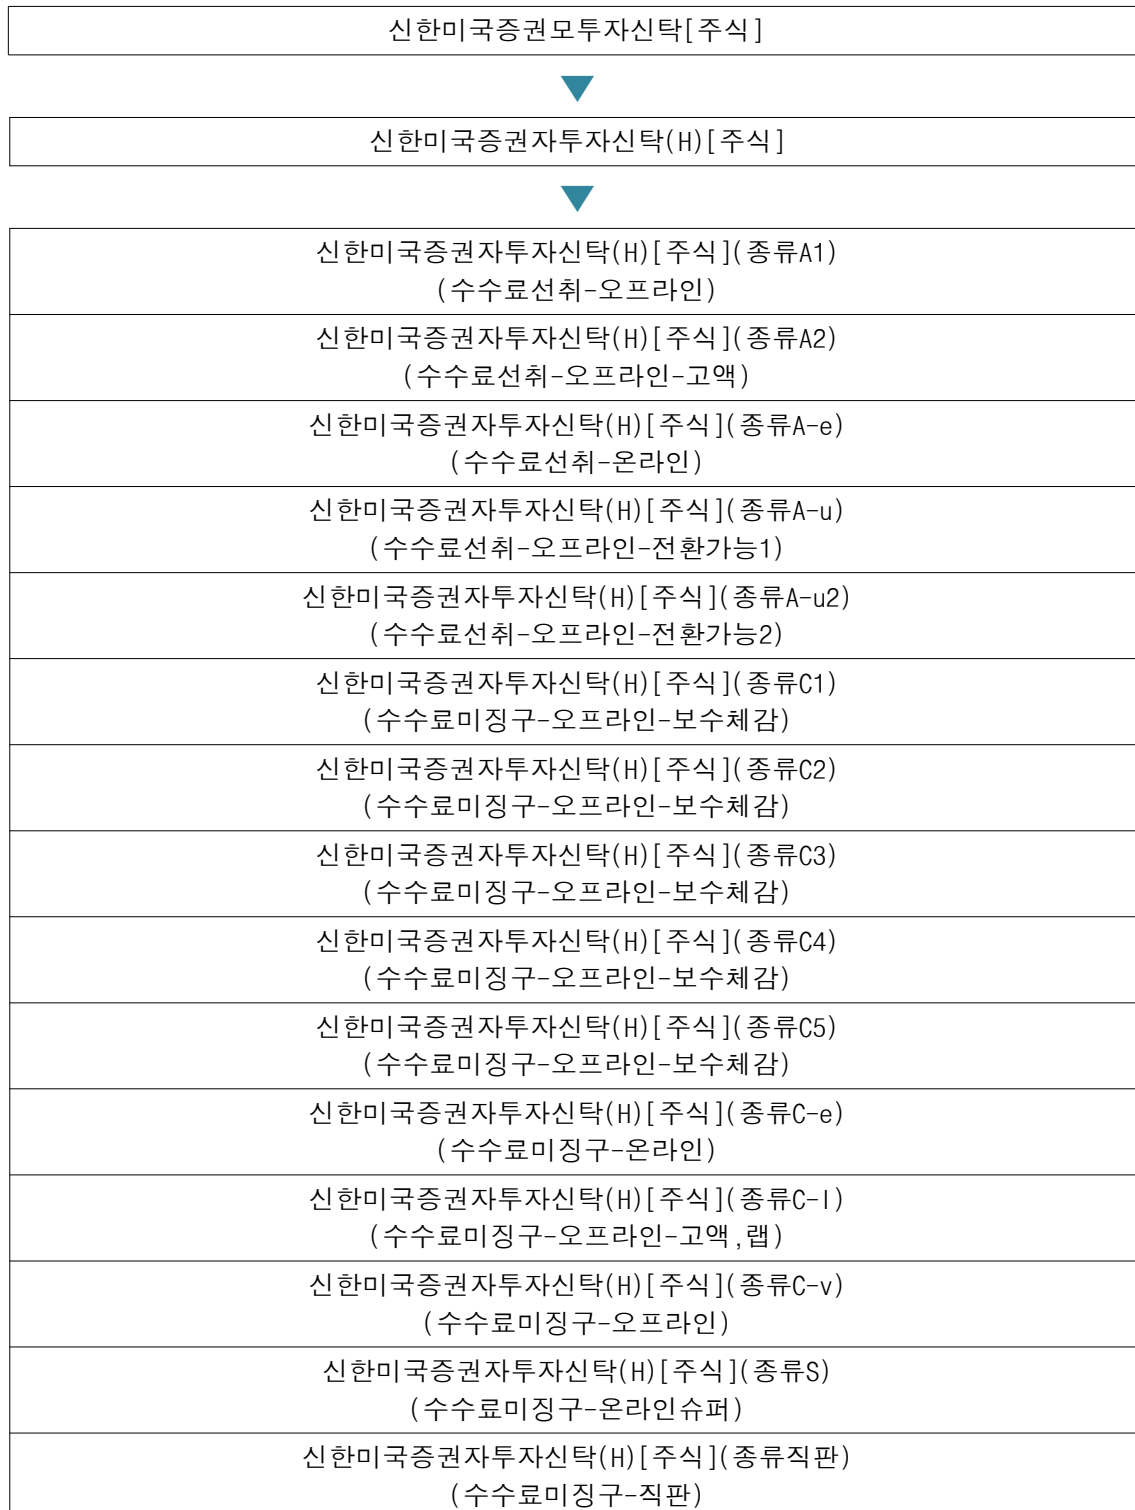 신한미국증권모투자신탁[주식]
신한미국증권자투자신탁(H)[주식]
신한미국증권자투자신탁(H)[주식](종류A1)
(수수료선취-오프라인)
신한미국증권자투자신탁(H)[주식](종류A2)
(수수료선취-오프라인-고액)
신한미국증권자투자신탁(H)[주식](종류A-e)
(수수료선취-온라인)
신한미국증권자투자신탁(H)[주식](종류A-u)
(수수료선취-오프라인-전환가능1)
신한미국증권자투자신탁(H)[주식](종류A-u2)
(수수료선취-오프라인-전환가능2)
신한미국증권자투자신탁(H)[주식](종류C1)
(수수료미징구-오프라인-보수체감)
신한미국증권자투자신탁(H)[주식](종류C2)
(수수료미징구-오프라인-보수체감)
신한미국증권자투자신탁(H)[주식](종류C3)
(수수료미징구-오프라인-보수체감)
신한미국증권자투자신탁(H)[주식](종류C4)
(수수료미징구-오프라인-보수체감)
신한미국증권자투자신탁(H)[주식](종류C5)
(수수료미징구-오프라인-보수체감)
신한미국증권자투자신탁(H)[주식](종류C-e)
(수수료미징구-온라인)
신한미국증권자투자신탁(H)[주식](종류C-I)
(수수료미징구-오프라인-고액,랩)
신한미국증권자투자신탁(H)[주식](종류C-v)
(수수료미징구-오프라인)
신한미국증권자투자신탁(H)[주식](종류S)
(수수료미징구-온라인슈퍼)
신한미국증권자투자신탁(H)[주식](종류직판)
(수수료미징구-직판)